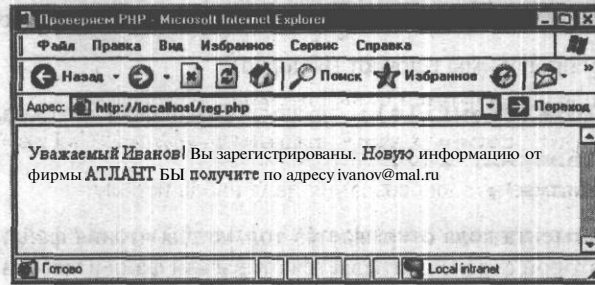 Проверяем PHP - Microsoft Internet Explorer
Файл Правка Вид Избранное Сервис Справка
Назад Поиск Избранное »
Адрес: http://localhost/reg.php Переход
Уважаемый Иванов! Вы зарегистрированы. Новую информацию от
фирмы АТЛАНТ БЫ получите по адресу ivanov@mal.ru
Готово Local intranet